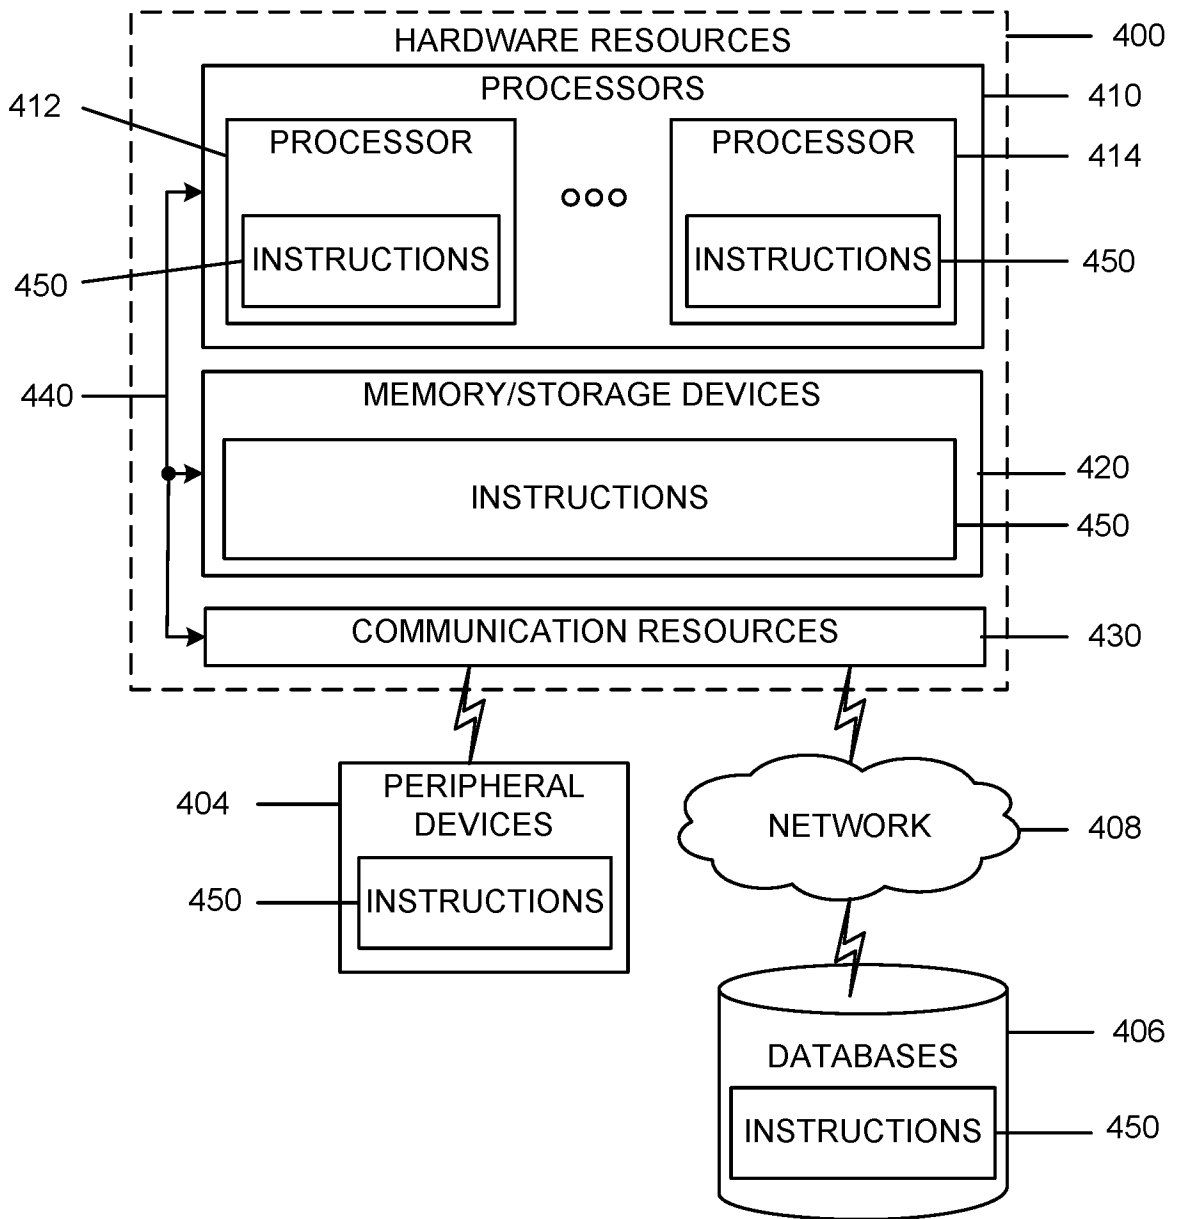 HARDWARE RESOURCES
400
PROCESSORS
410
412
PROCESSOR
PROCESSOR
414
INSTRUCTIONS
INSTRUCTIONS
450
450
440
MEMORY/STORAGE DEVICES
420
INSTRUCTIONS
450
COMMUNICATION RESOURCES
430
404
PERIPHERAL
DEVICES
NETWORK
408
450
INSTRUCTIONS
406
DATABASES
INSTRUCTIONS
450